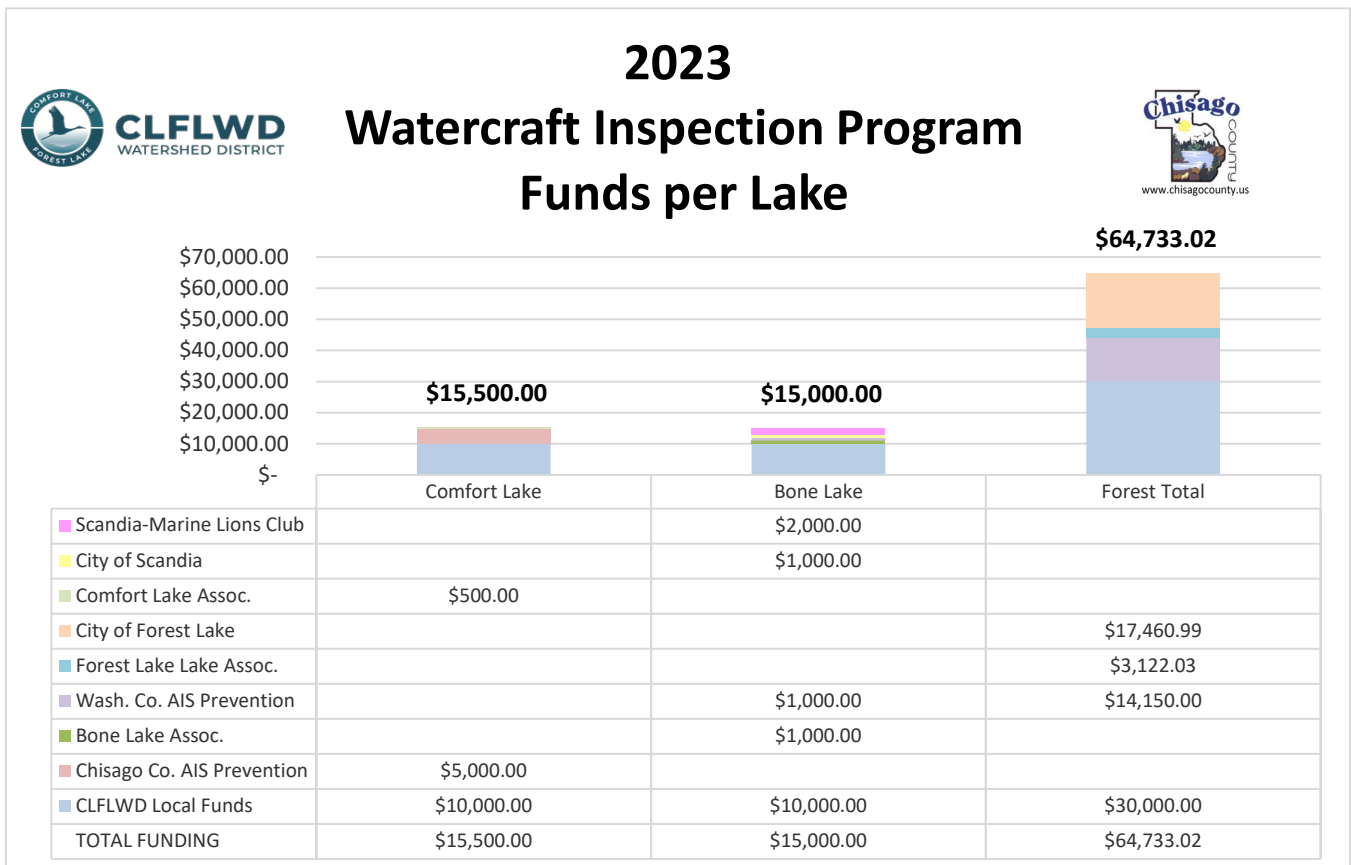 2023
Watercraft Inspection Program
Funds per Lake
COMFORT LAKE
FOREST LAKE
CLFLWD
WATERSHED DISTRICT
Chisago
COUNTY
www.chisagocounty.us
$70,000.00
$60,000.00
$50,000.00
$40,000.00
$30,000.00
$20,000.00
$10,000.00
$-
$15,500.00
$15,000.00
$64,733.02
Comfort Lake Bone Lake Forest Total
Scandia-Marine Lions Club $2,000.00
City of Scandia $1,000.00
Comfort Lake Assoc. $500.00
City of Forest Lake $17,460.99
Forest Lake Lake Assoc. $3,122.03
Wash. Co. AIS Prevention $1,000.00 $14,150.00
Bone Lake Assoc. $1,000.00
Chisago Co. AIS Prevention $5,000.00
CLFLWD Local Funds $10,000.00 $10,000.00 $30,000.00
TOTAL FUNDING $15,500.00 $15,000.00 $64,733.02